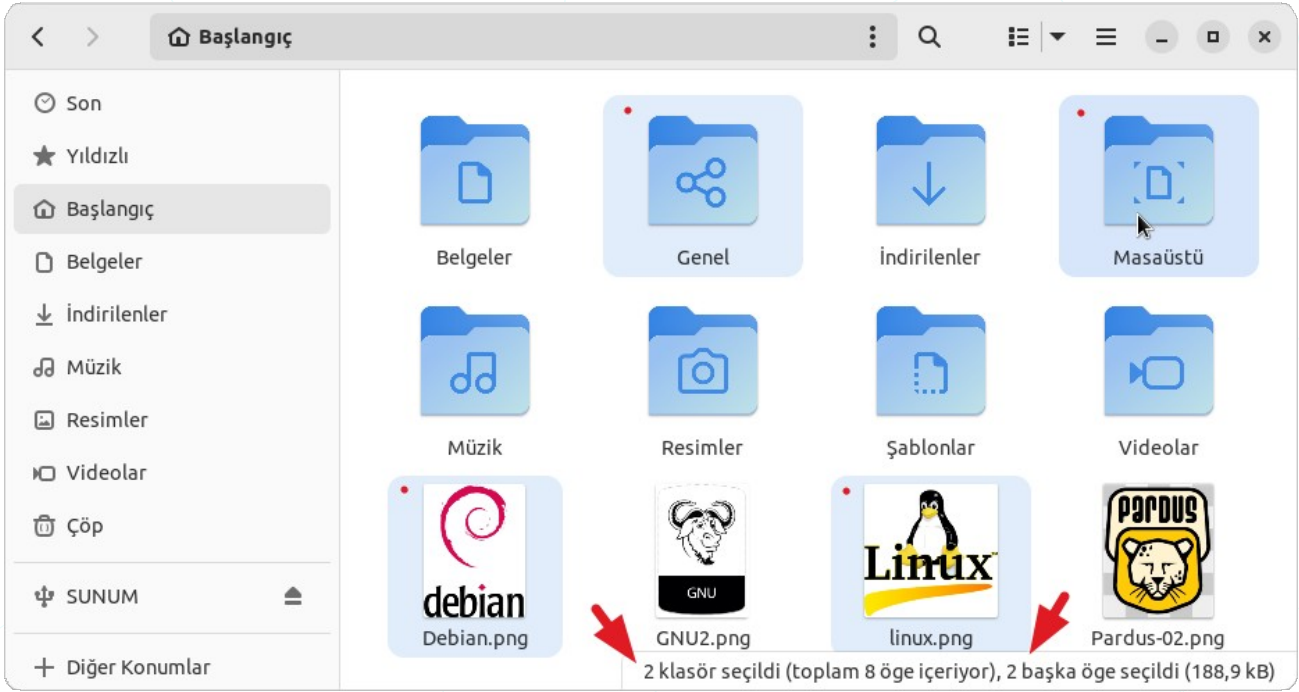 Başlangıç
Son
Yıldızlı
Başlangıç
Belgeler
İndirilenler
Müzik
Resimler
Videolar
Çöp
SUNUM
Diğer Konumlar
Belgeler
Genel
İndirilenler
Masaüstü
Müzik
Resimler
Şablonlar
Videolar
debian
GNU
Linux
PARDUS
Debian.png
GNU2.png
linux.png
Pardus-02.png
2 klasör seçildi (toplam 8 öge içeriyor), 2 başka öge seçildi (188,9 kB)